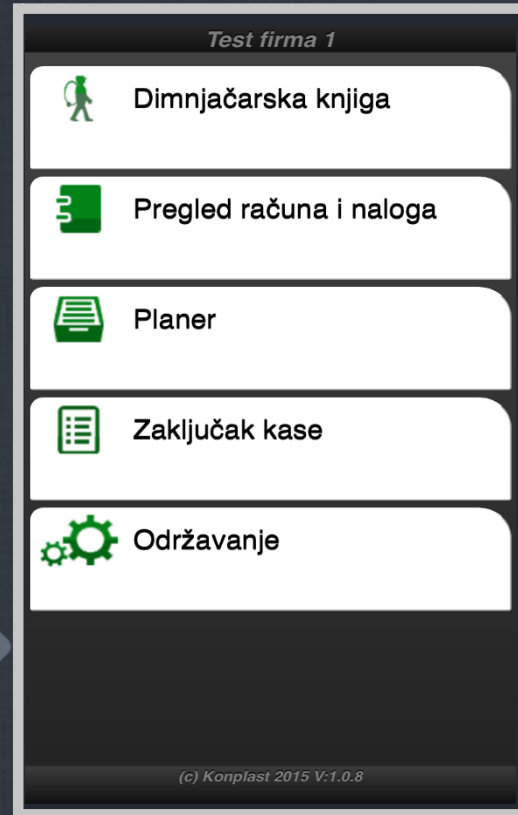 Test firma 1
Dimnjačarska knjiga
Pregled računa i naloga
Planer
Zaključak kase
Održavanje
(c) Konplast 2015 V:1.0.8